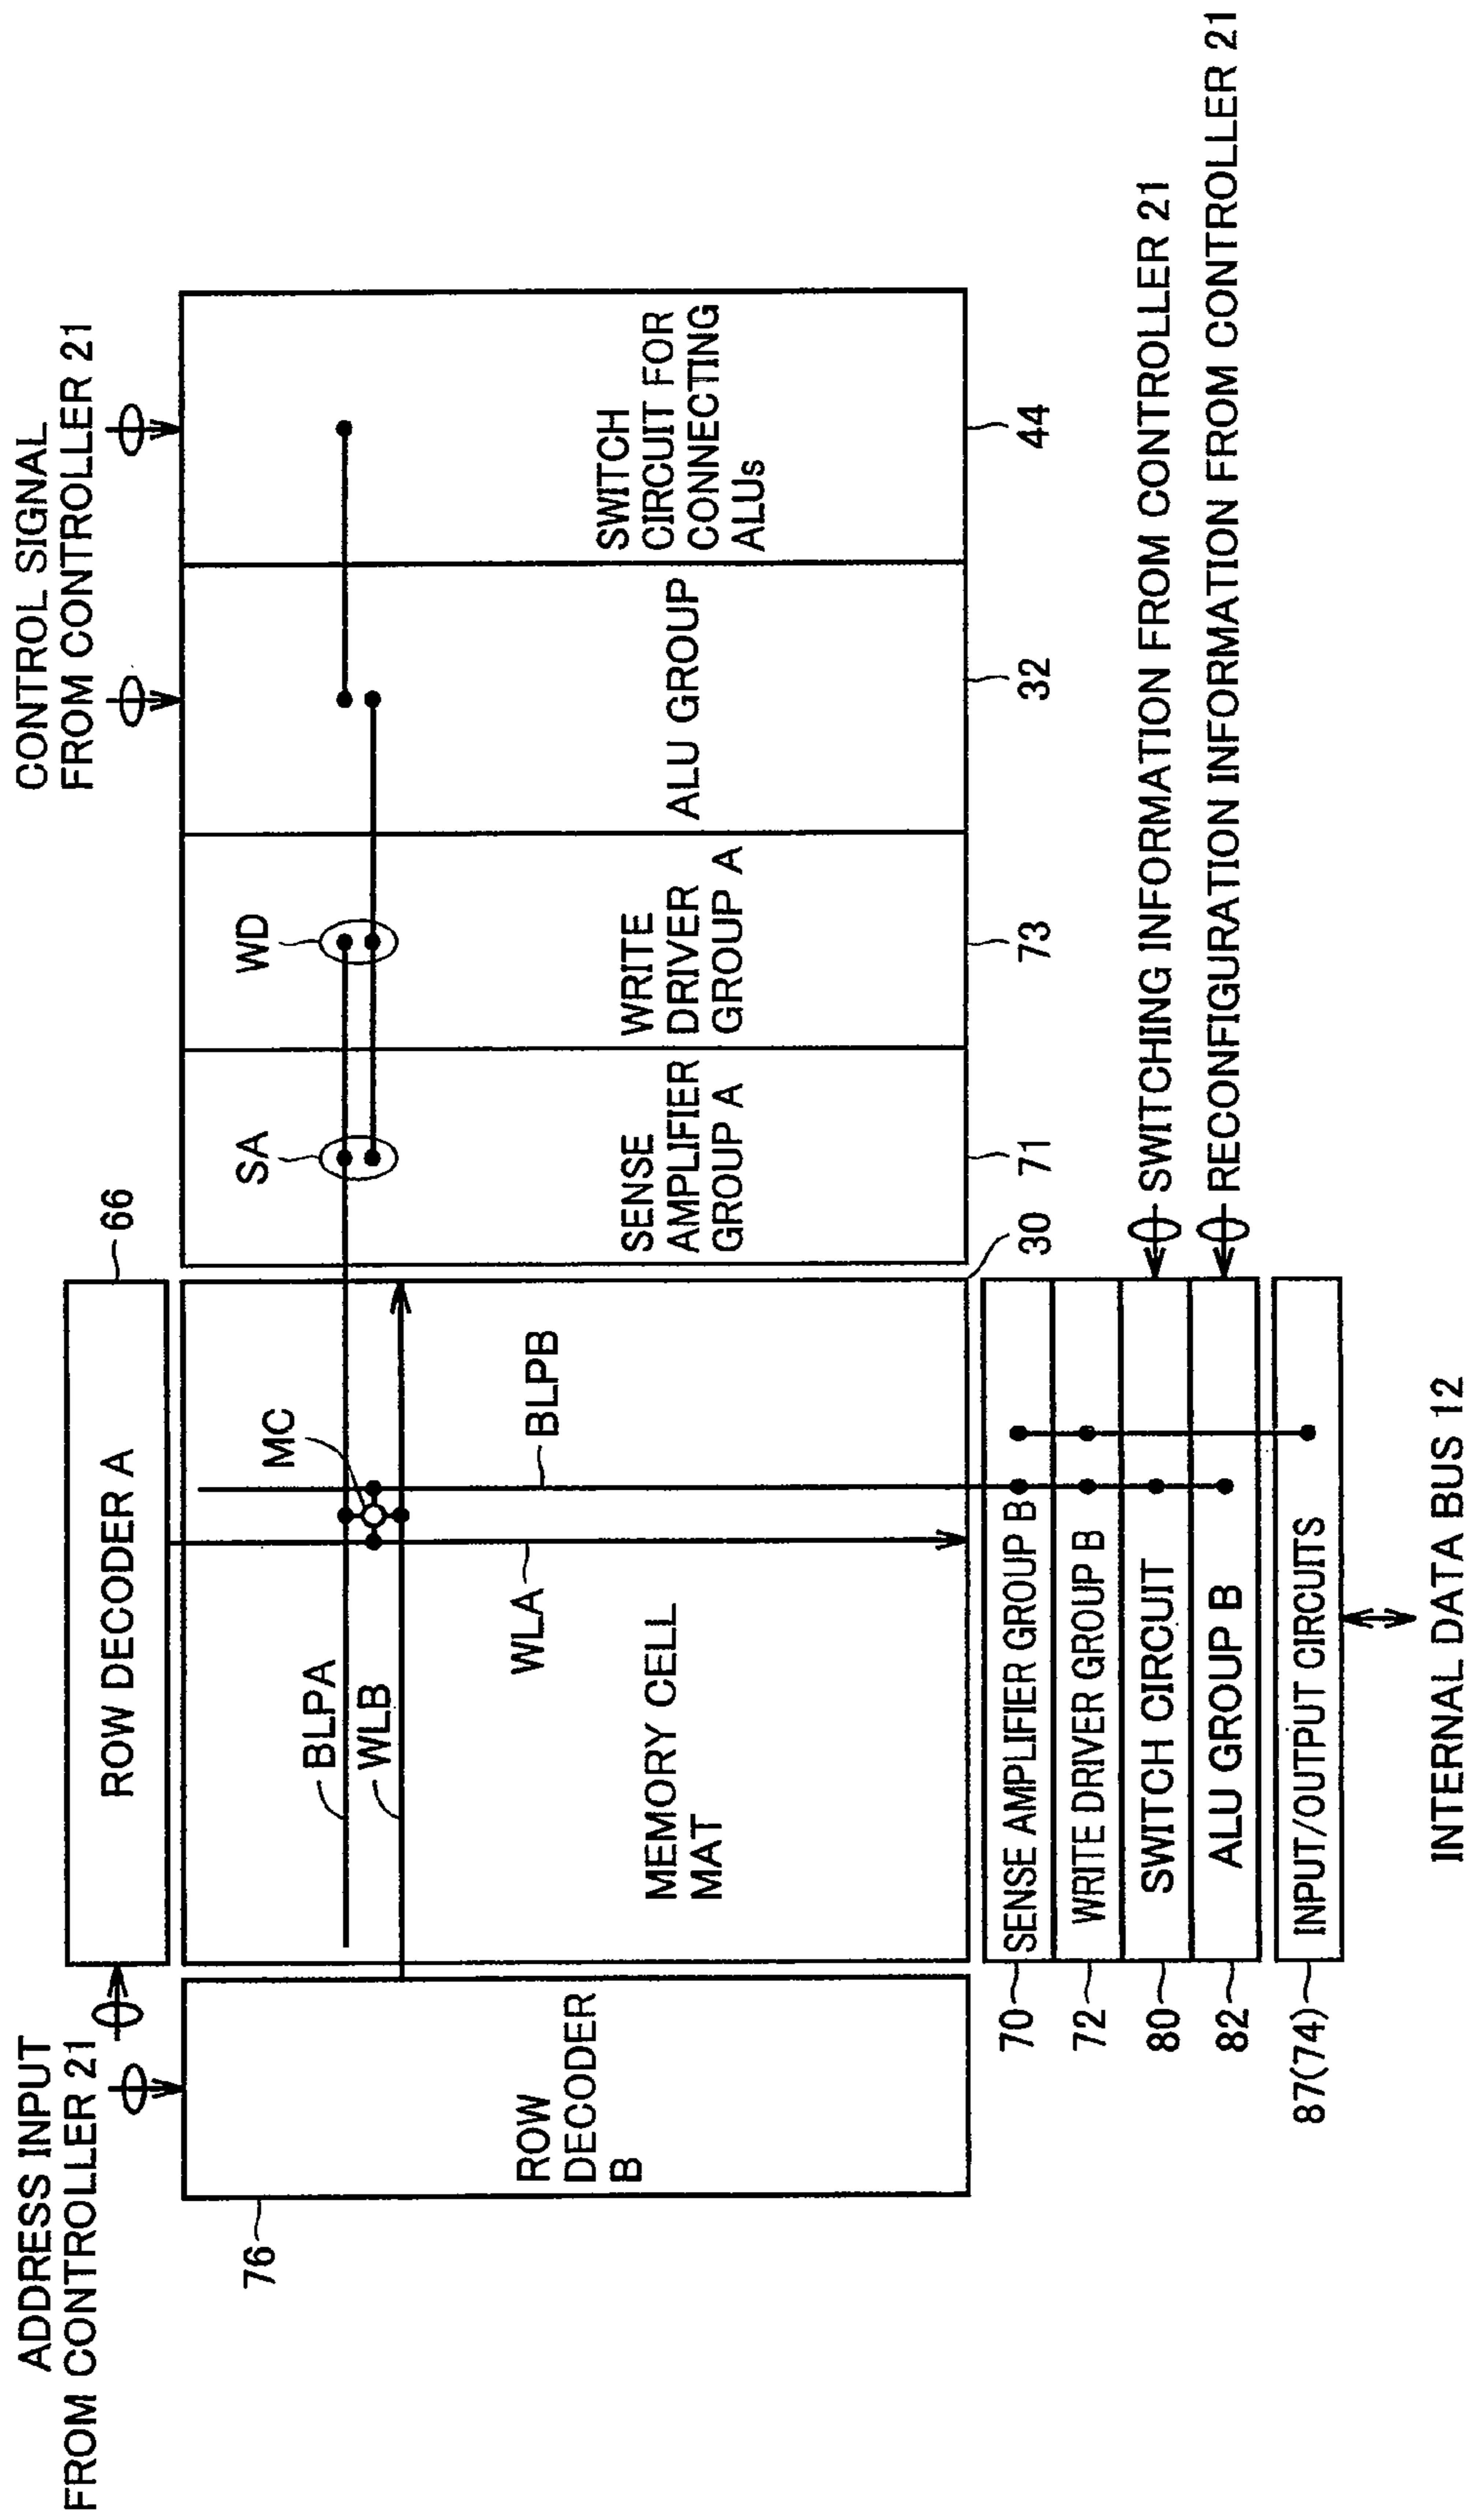 ADDRESS INPUT
FROM CONTROLLER 21
CONTROL SIGNAL
FROM CONTROLLER 21
ROW DECODER A
66
76
ROW
DECODER
B
BLPA
WLB
MC
WLA
BLPB
MEMORY CELL
MAT
30
SA
SENSE
AMPLIFIER
GROUP A
71
WD
WRITE
DRIVER
GROUP A
73
ALU GROUP
32
SWITCH
CIRCUIT FOR
CONNECTING
ALUs
44
70
SENSE AMPLIFIER GROUP B
72
WRITE DRIVER GROUP B
80
SWITCH CIRCUIT
SWITCHING INFORMATION FROM CONTROLLER 21
82
ALU GROUP B
RECONFIGURATION INFORMATION FROM CONTROLLER 21
87(74)
INPUT/OUTPUT CIRCUITS
INTERNAL DATA BUS 12